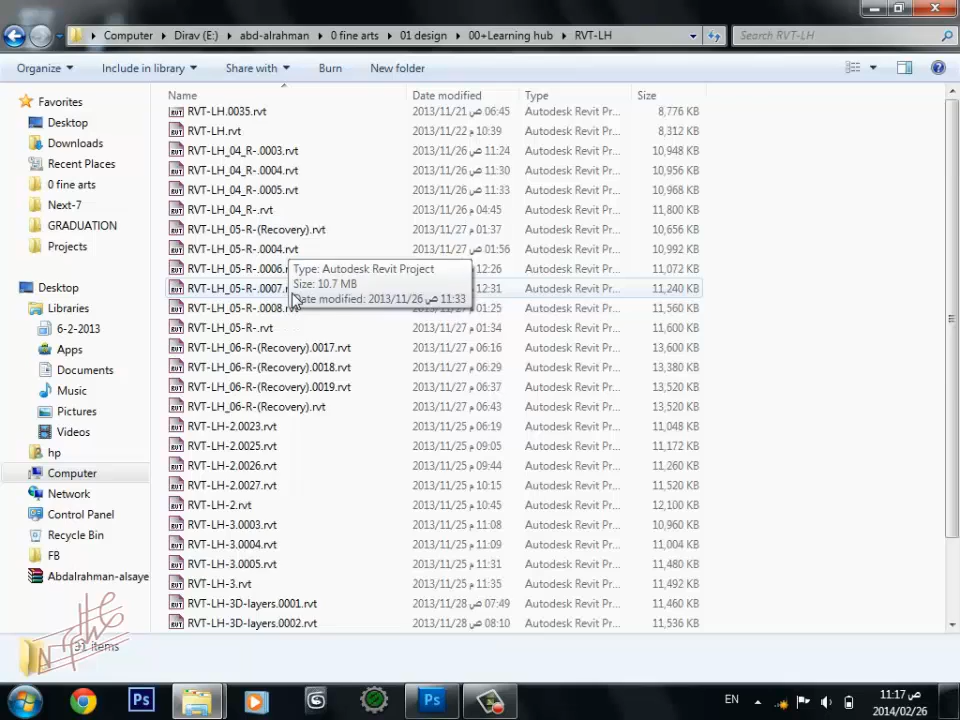 Computer ▸ Dirav (E:) ▸ abd-alrahman ▸ 0 fine arts ▸ 01 design ▸ 00+Learning hub ▸ RVT-LH
Search RVT-LH
Organize Include in library Share with Burn New folder
Name Date modified Type Size
Favorites
Desktop
Downloads
Recent Places
0 fine arts
Next-7
GRADUATION
Projects
Desktop
Libraries
6-2-2013
Apps
Documents
Music
Pictures
Videos
hp
Computer
Network
Control Panel
Recycle Bin
FB
Abdalrahman-alsaye
RVT-LH.0035.rvt 2013/11/21 ص 06:45 Autodesk Revit Pr... 8,776 KB
RVT-LH.rvt 2013/11/22 م 10:39 Autodesk Revit Pr... 8,312 KB
RVT-LH_04_R-.0003.rvt 2013/11/26 ص 11:24 Autodesk Revit Pr... 10,948 KB
RVT-LH_04_R-.0004.rvt 2013/11/26 ص 11:30 Autodesk Revit Pr... 10,956 KB
RVT-LH_04_R-.0005.rvt 2013/11/26 ص 11:33 Autodesk Revit Pr... 10,968 KB
RVT-LH_04_R-.rvt 2013/11/26 م 04:45 Autodesk Revit Pr... 11,800 KB
RVT-LH_05-R-(Recovery).rvt 2013/11/27 م 01:37 Autodesk Revit Pr... 10,656 KB
RVT-LH_05-R-.0004.rvt 2013/11/27 ص 01:56 Autodesk Revit Pr... 10,992 KB
RVT-LH_05-R-.0006.r 12:26 Autodesk Revit Pr... 11,072 KB
RVT-LH_05-R-.0007.r 12:31 Autodesk Revit Pr... 11,240 KB
RVT-LH_05-R-.0008.rvt 2013/11/27 م 01:25 Autodesk Revit Pr... 11,560 KB
RVT-LH_05-R-.rvt 2013/11/27 م 01:34 Autodesk Revit Pr... 11,600 KB
RVT-LH_06-R-(Recovery).0017.rvt 2013/11/27 م 06:16 Autodesk Revit Pr... 13,600 KB
RVT-LH_06-R-(Recovery).0018.rvt 2013/11/27 م 06:29 Autodesk Revit Pr... 13,380 KB
RVT-LH_06-R-(Recovery).0019.rvt 2013/11/27 م 06:37 Autodesk Revit Pr... 13,520 KB
RVT-LH_06-R-(Recovery).rvt 2013/11/27 م 06:43 Autodesk Revit Pr... 13,520 KB
RVT-LH-2.0023.rvt 2013/11/25 ص 06:19 Autodesk Revit Pr... 11,048 KB
RVT-LH-2.0025.rvt 2013/11/25 ص 09:05 Autodesk Revit Pr... 11,172 KB
RVT-LH-2.0026.rvt 2013/11/25 ص 09:44 Autodesk Revit Pr... 11,260 KB
RVT-LH-2.0027.rvt 2013/11/25 ص 10:15 Autodesk Revit Pr... 11,520 KB
RVT-LH-2.rvt 2013/11/25 م 10:45 Autodesk Revit Pr... 12,100 KB
RVT-LH-3.0003.rvt 2013/11/25 م 11:08 Autodesk Revit Pr... 10,960 KB
RVT-LH-3.0004.rvt 2013/11/25 م 11:09 Autodesk Revit Pr... 11,004 KB
RVT-LH-3.0005.rvt 2013/11/25 م 11:31 Autodesk Revit Pr... 11,480 KB
RVT-LH-3.rvt 2013/11/25 م 11:35 Autodesk Revit Pr... 11,492 KB
RVT-LH-3D-layers.0001.rvt 2013/11/28 ص 07:49 Autodesk Revit Pr... 11,460 KB
RVT-LH-3D-layers.0002.rvt 2013/11/28 ص 08:10 Autodesk Revit Pr... 11,536 KB
Type: Autodesk Revit Project
Size: 10.7 MB
Date modified: 2013/11/26 ص 11:33
31 items
Ps
Ps
EN
ص 11:17
2014/02/26